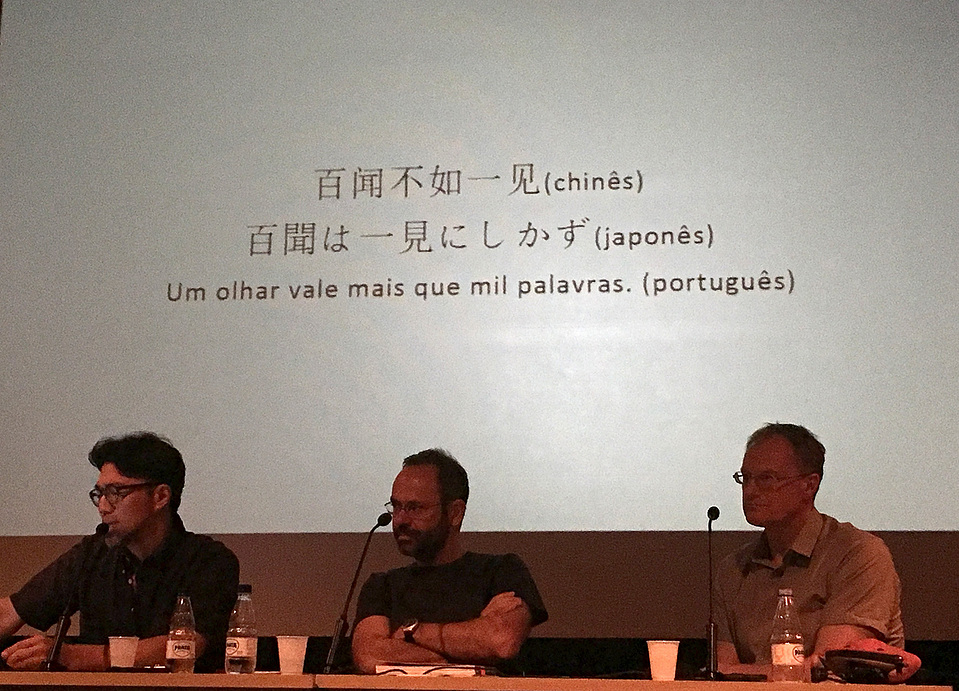 百闻不如一见(chinês)
百聞は一見にしかず(japonês)
Um olhar vale mais que mil palavras. (português)